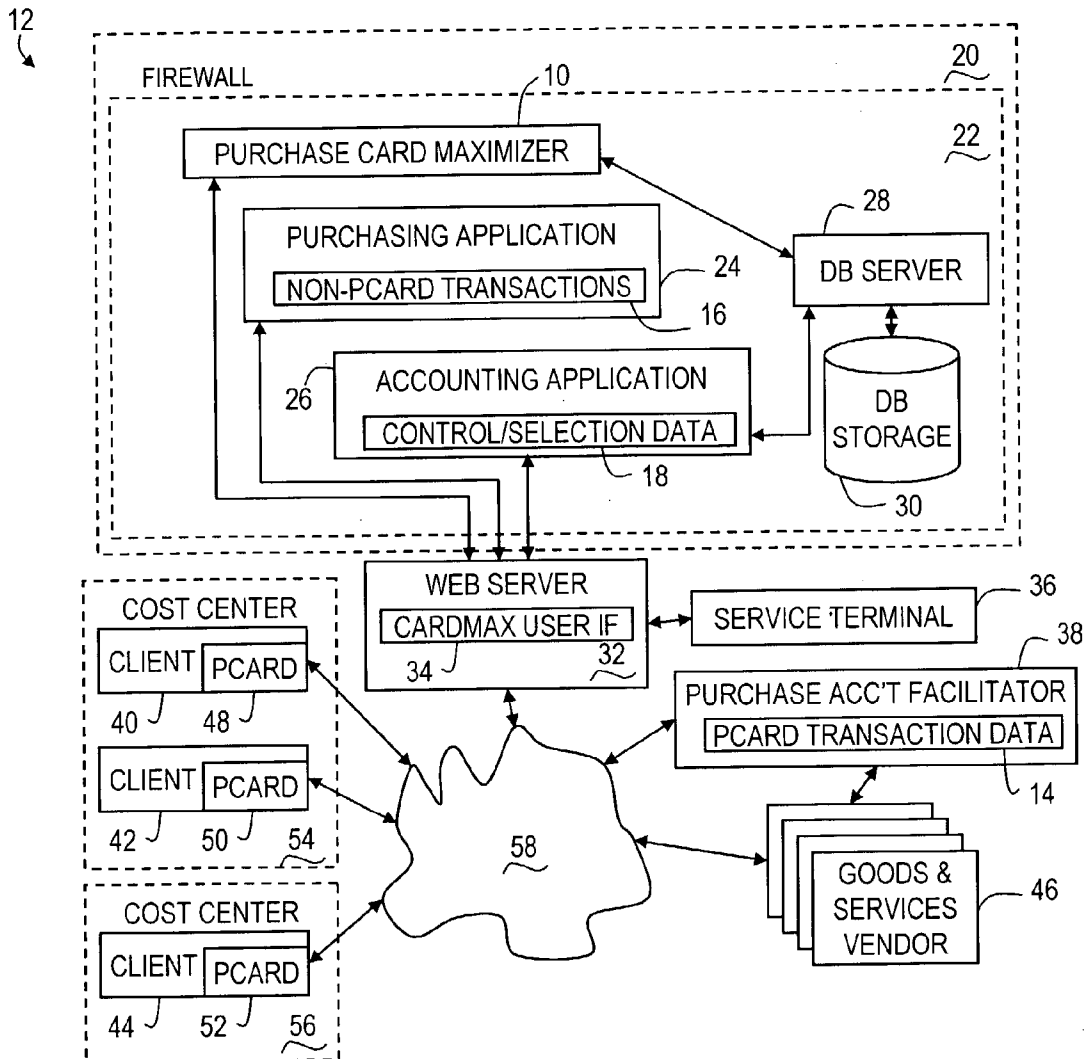 12
FIREWALL
10
20
PURCHASE CARD MAXIMIZER
22
PURCHASING APPLICATION
NON-PCARD TRANSACTIONS
24
16
28
DB SERVER
26
ACCOUNTING APPLICATION
CONTROL/SELECTION DATA
18
DB
STORAGE
30
WEB SERVER
CARDMAX USER IF
34
32
SERVICE TERMINAL
36
38
PURCHASE ACC'T FACILITATOR
PCARD TRANSACTION DATA
14
COST CENTER
CLIENT
PCARD
40
48
CLIENT
PCARD
42
50
54
COST CENTER
CLIENT
PCARD
44
52
56
58
GOODS &
SERVICES
VENDOR
46